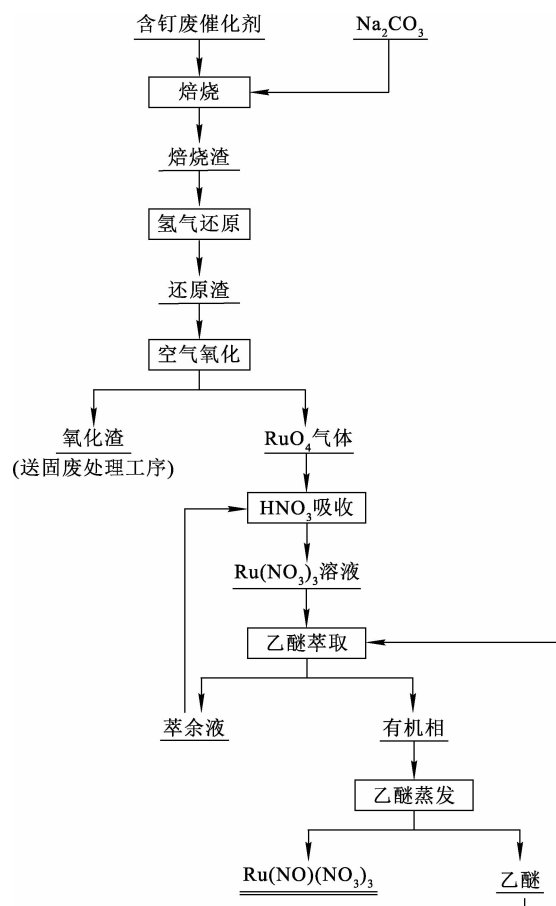 含钌废催化剂
Na₂CO₃
焙烧
焙烧渣
氢气还原
还原渣
空气氧化
氧化渣
(送固废处理工序)
RuO₄气体
HNO₃吸收
Ru(NO₃)₃溶液
乙醚萃取
萃余液
有机相
乙醚蒸发
Ru(NO)(NO₃)₃
乙醚